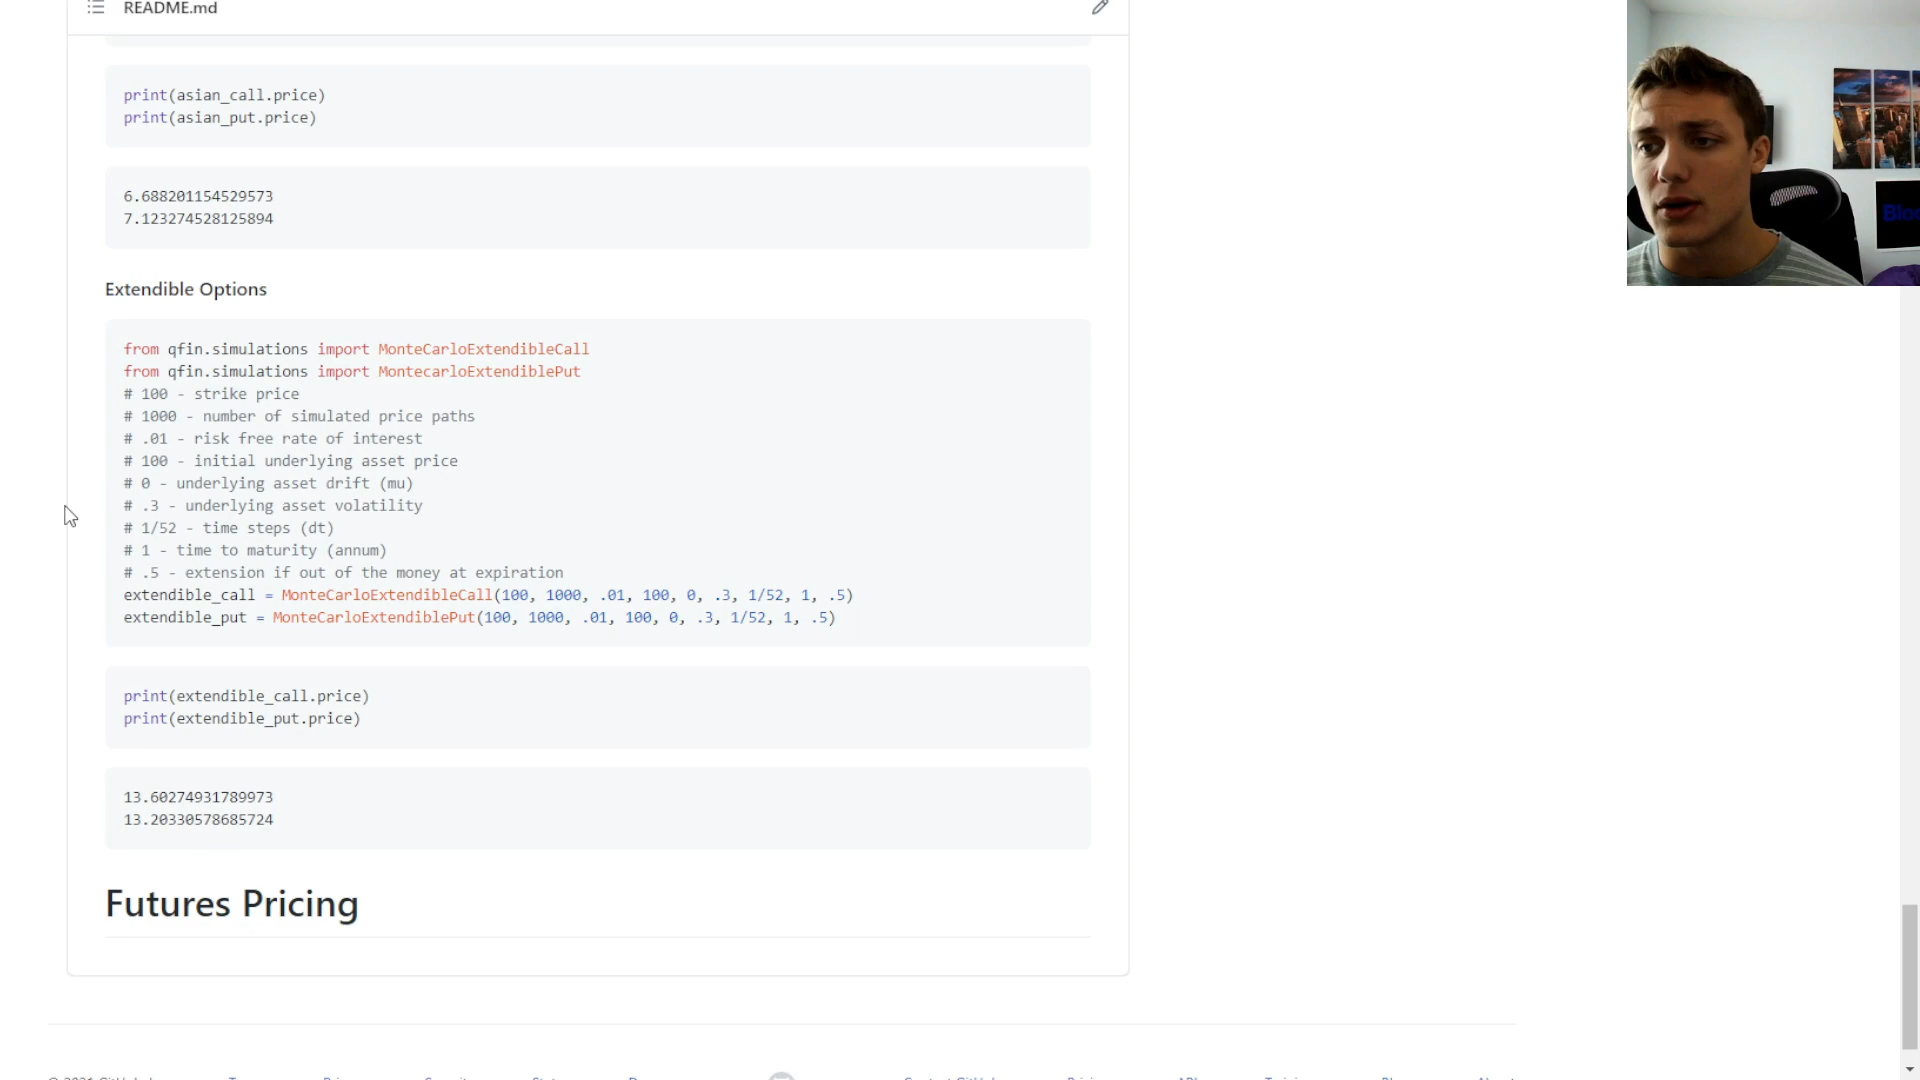 README.md
print(asian_call.price)
print(asian_put.price)
6.688201154529573
7.123274528125894
Extendible Options
from qfin.simulations import MonteCarloExtendibleCall
from qfin.simulations import MontecarloExtendiblePut
# 100 - strike price
# 1000 - number of simulated price paths
# .01 - risk free rate of interest
# 100 - initial underlying asset price
# 0 - underlying asset drift (mu)
# .3 - underlying asset volatility
# 1/52 - time steps (dt)
# 1 - time to maturity (annum)
# .5 - extension if out of the money at expiration
extendible_call = MonteCarloExtendibleCall(100, 1000, .01, 100, 0, .3, 1/52, 1, .5)
extendible_put = MonteCarloExtendiblePut(100, 1000, .01, 100, 0, .3, 1/52, 1, .5)
print(extendible_call.price)
print(extendible_put.price)
13.60274931789973
13.20330578685724
Futures Pricing